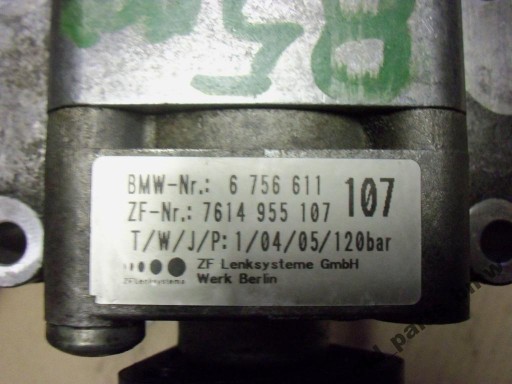 BMW-Nr.: 6 756 611
107
ZF-Nr.: 7614 955 107
T/W/J/P: 1/04/05/120bar
ZF Lenksysteme GmbH
Werk Berlin
ZFLenksysteme